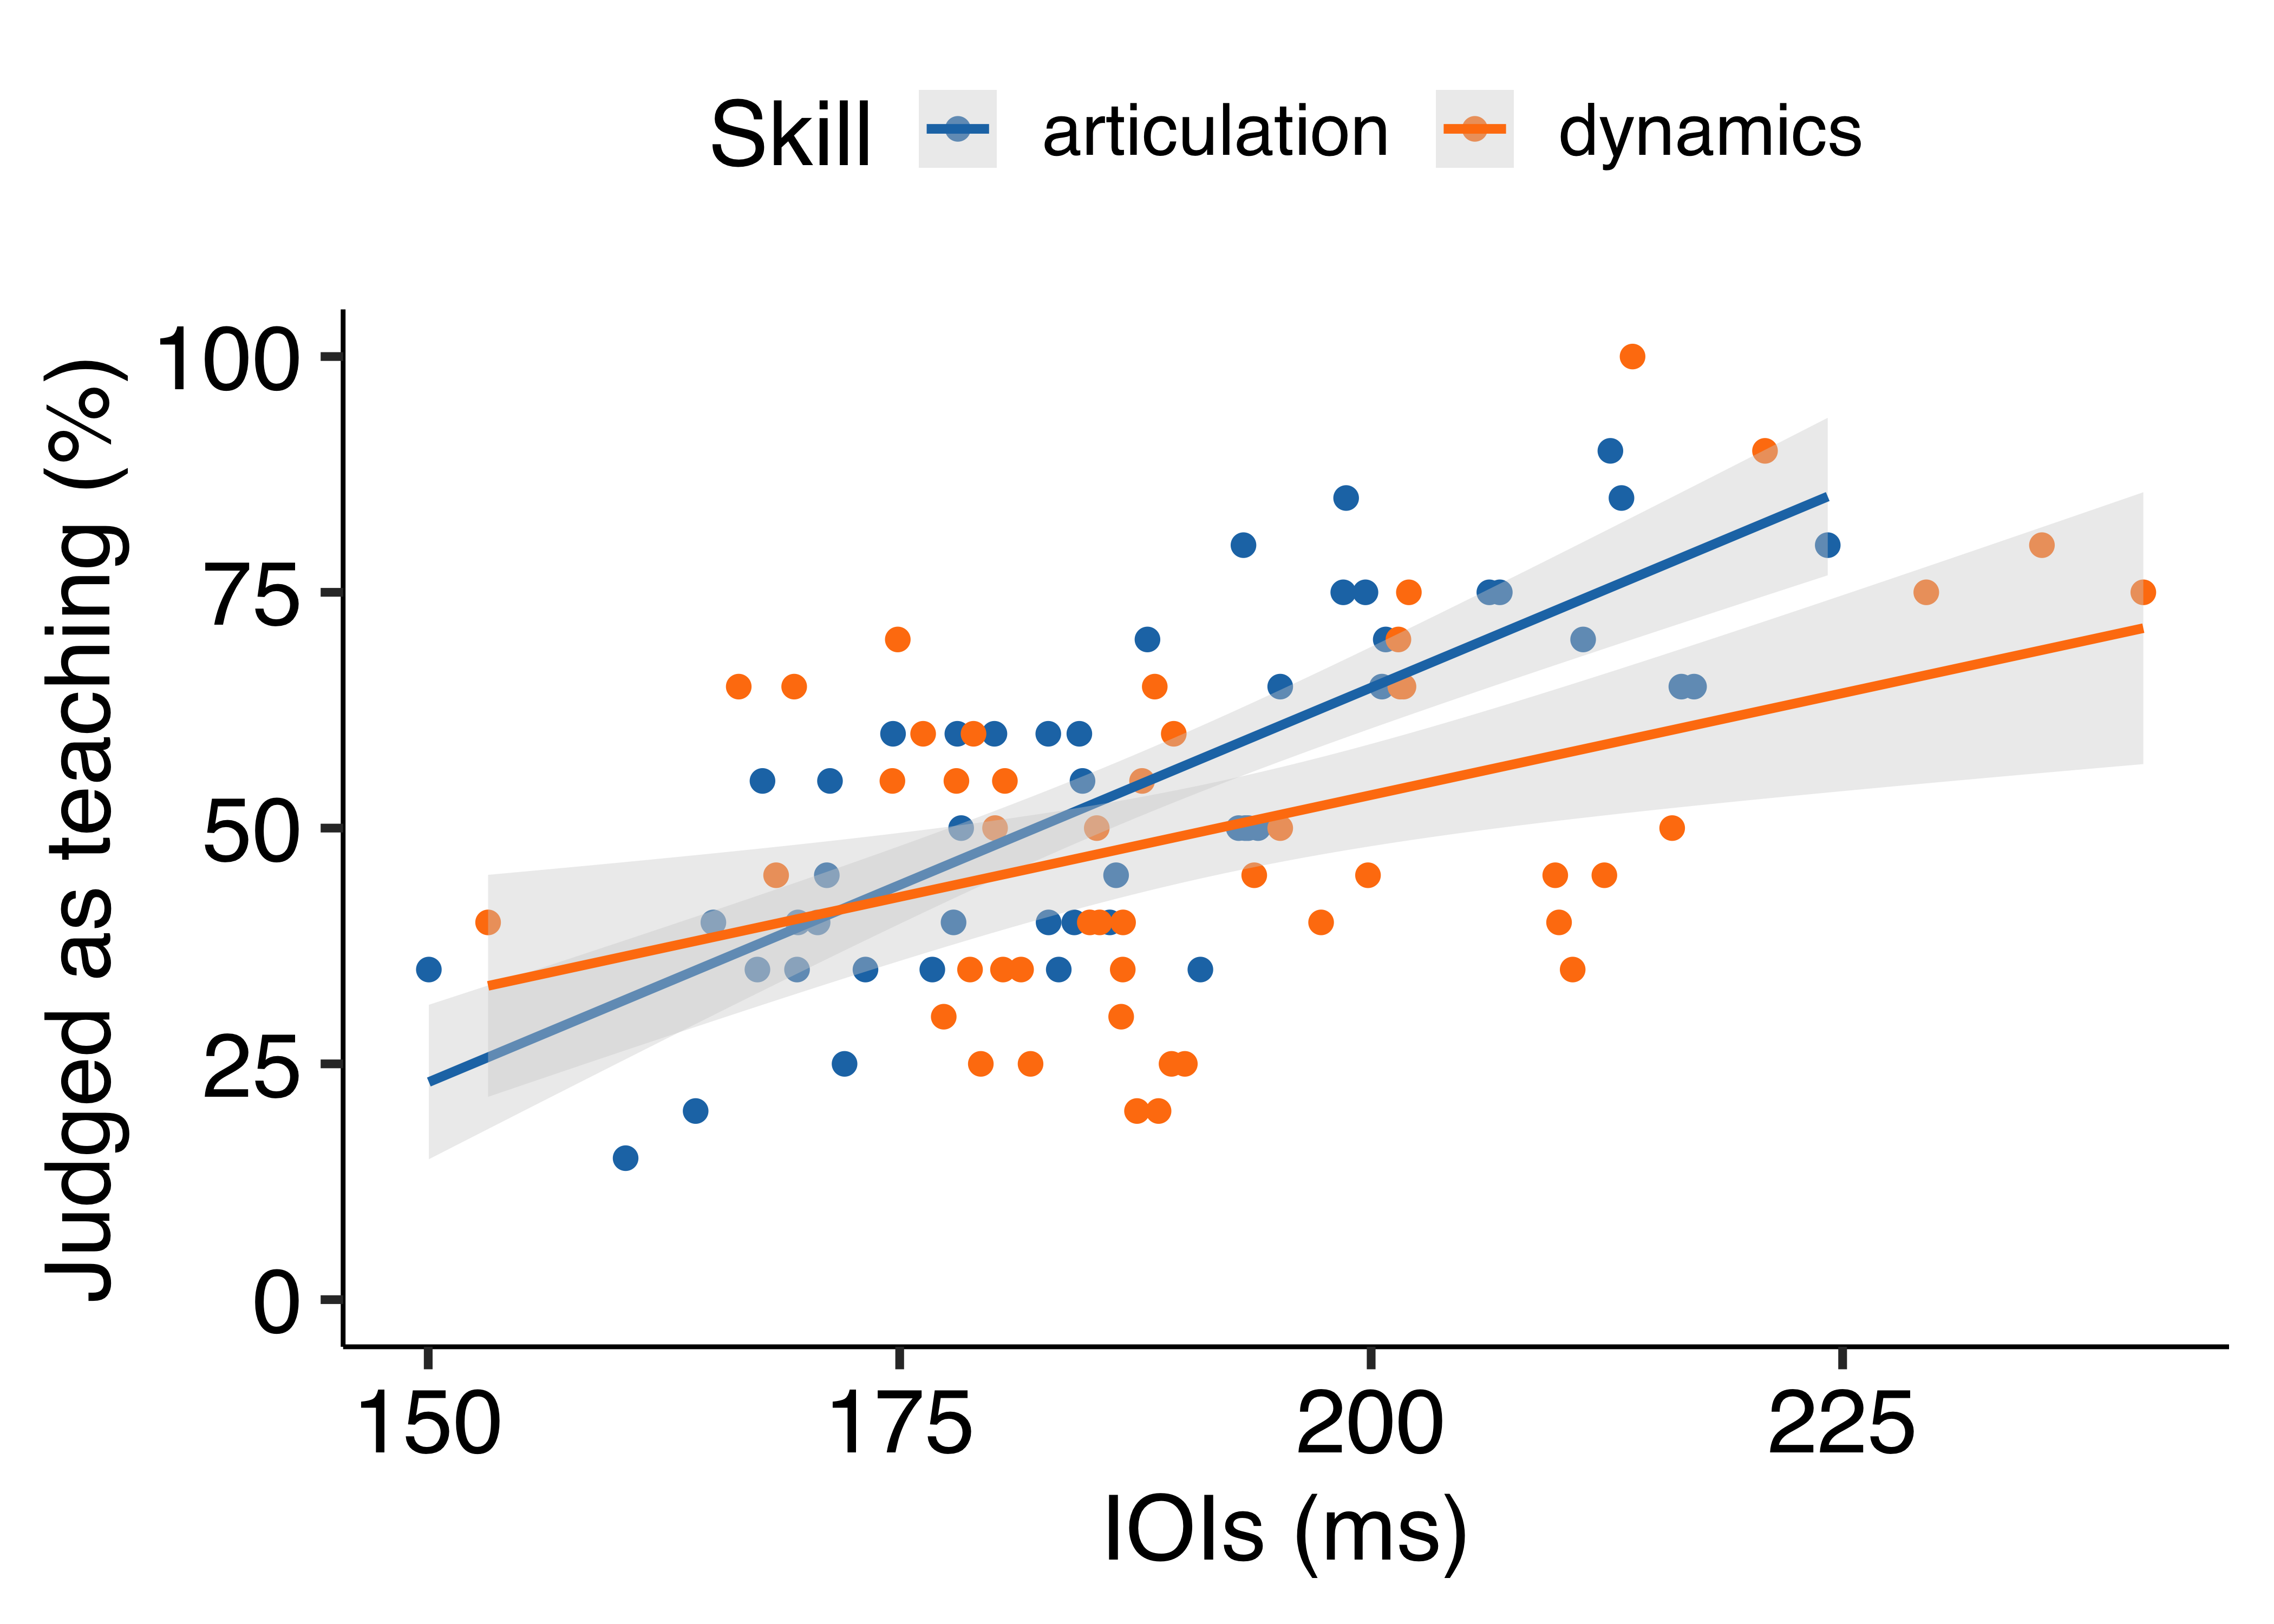 Skill articulation dynamics
Judged as teaching (%)
100
75
50
25
0
150 175 200 225
IOIs (ms)